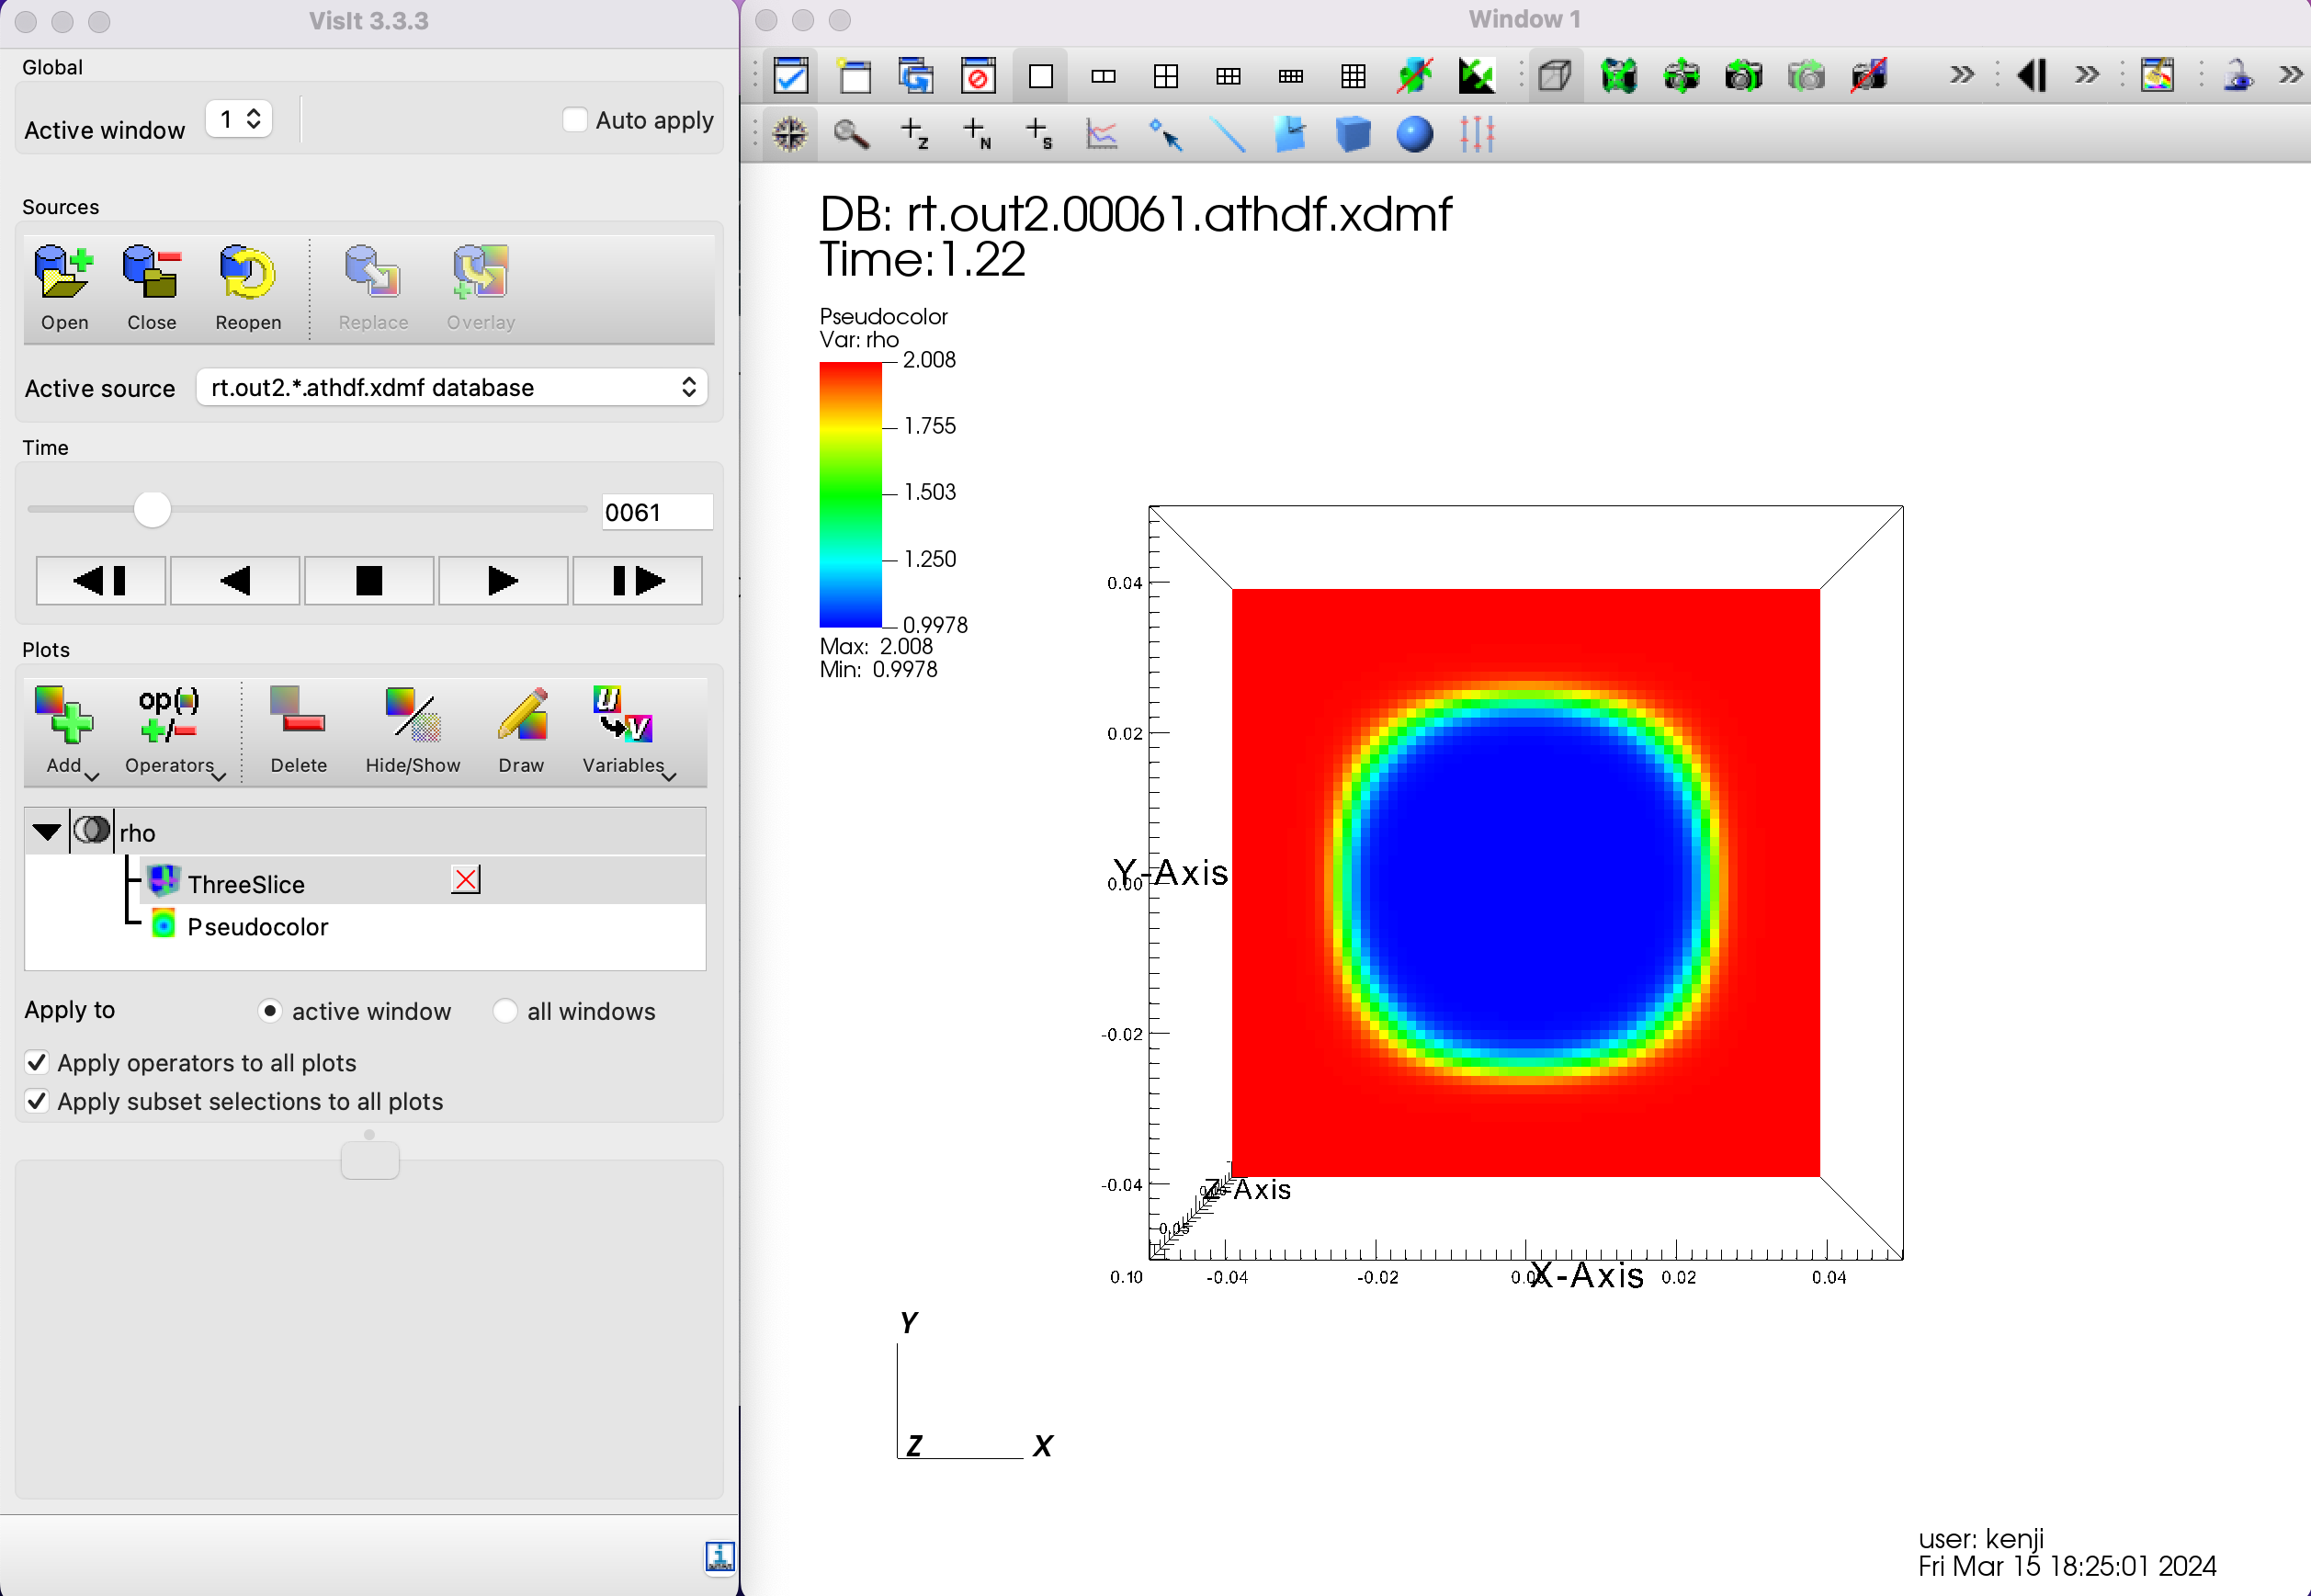 VisIt 3.3.3
Global
Active window 1 Auto apply
Sources
Open Close Reopen Replace Overlay
Active source rt.out2.*.athdf.xdmf database
Time
0061
Plots
op(
Add Operators Delete Hide/Show Draw Variables
rho
ThreeSlice
Pseudocolor
Apply to active window all windows
Apply operators to all plots
Apply subset selections to all plots
Window 1
Z N S
DB: rt.out2.00061.athdf.xdmf
Time:1.22
Pseudocolor
Var: rho
2.008
1.755
1.503
1.250
0.9978
Max: 2.008
Min: 0.9978
0.04
0.02
0.00
Y-Axis
-0.02
-0.04
Z-Axis
0.05
0.10 -0.04 -0.02 X-Axis 0.02 0.04
Y
Z X
user: kenji
Fri Mar 15 18:25:01 2024